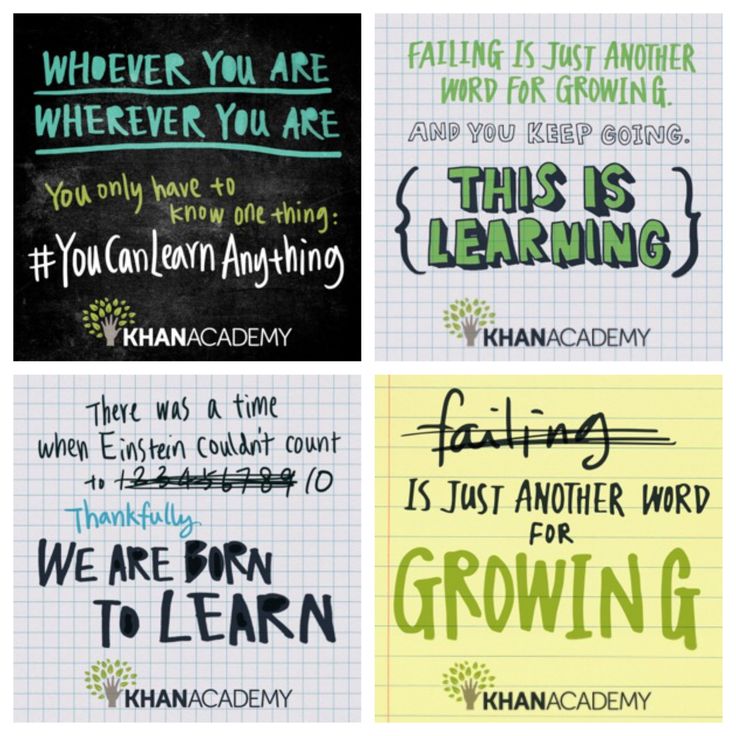 WHOEVER YOU ARE
WHEREVER YOU ARE
You only have to
know one thing:
#YouCanLearnAnything
KHANACADEMY
FAILING IS JUST ANOTHER
WORD FOR GROWING.
AND YOU KEEP GOING.
{THIS IS
LEARNING}
KHANACADEMY
There was a time
when Einstein couldn't count
to 123456789 10
Thankfully
WE ARE BORN
TO LEARN
KHANACADEMY
failing
IS JUST ANOTHER WORD
FOR
GROWING
KHANACADEMY